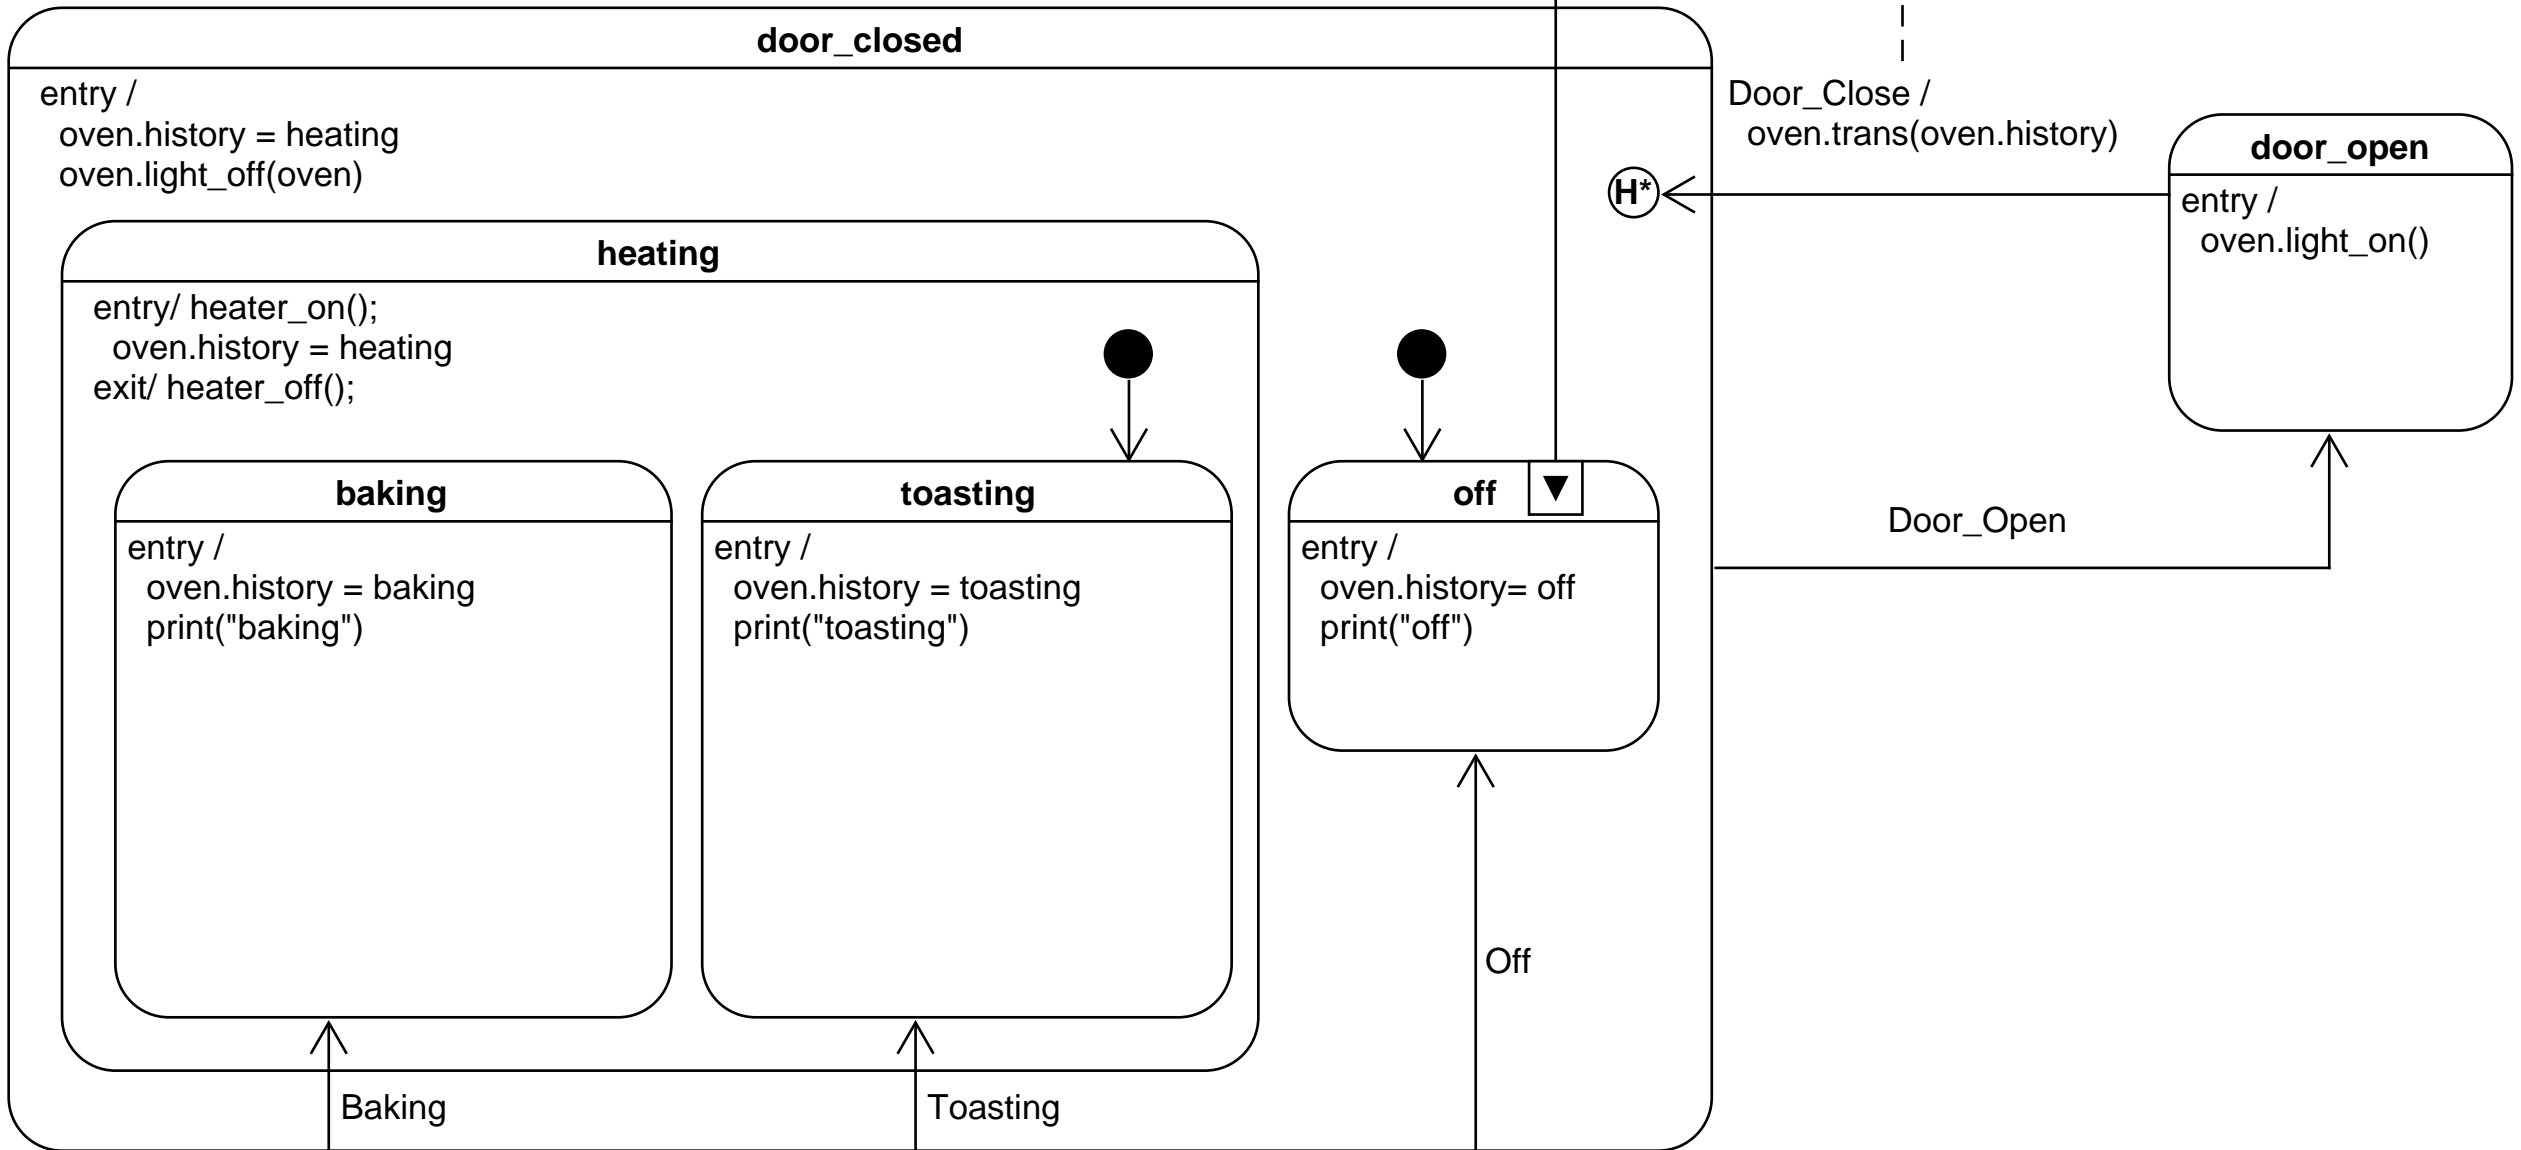 door_closed
entry /
oven.history = heating
oven.light_off(oven)
Door_Close /
oven.trans(oven.history)
door_open
entry /
oven.light_on()
H*
heating
entry/ heater_on();
oven.history = heating
exit/ heater_off();
baking
entry /
oven.history = baking
print("baking")
toasting
entry /
oven.history = toasting
print("toasting")
off
entry /
oven.history= off
print("off")
Door_Open
Off
Baking
Toasting